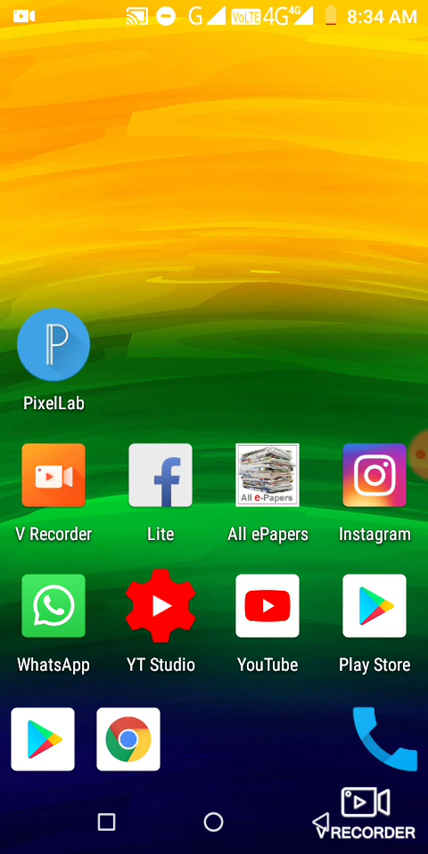 G VoLTE 4G 4G 8:34 AM
P
PixelLab
All e-Papers
V Recorder Lite All ePapers Instagram
WhatsApp YT Studio YouTube Play Store
V RECORDER